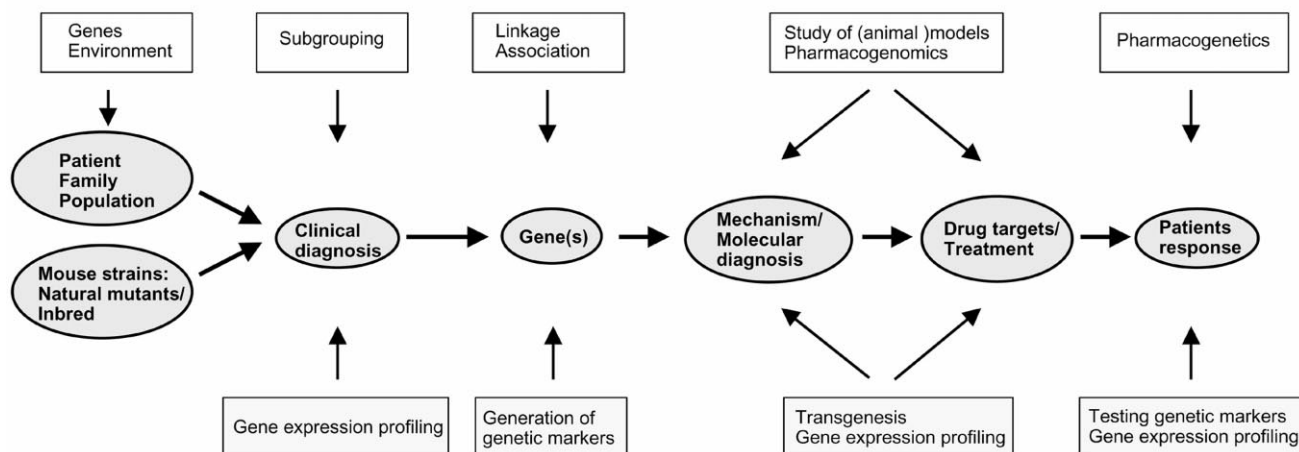 Genes
Environment
Subgrouping
Linkage
Association
Study of (animal )models
Pharmacogenomics
Pharmacogenetics
Patient
Family
Population
Mouse strains:
Natural mutants/
Inbred
Clinical
diagnosis
Gene(s)
Mechanism/
Molecular
diagnosis
Drug targets/
Treatment
Patients
response
Gene expression profiling
Generation of
genetic markers
Transgenesis
Gene expression profiling
Testing genetic markers
Gene expression profiling